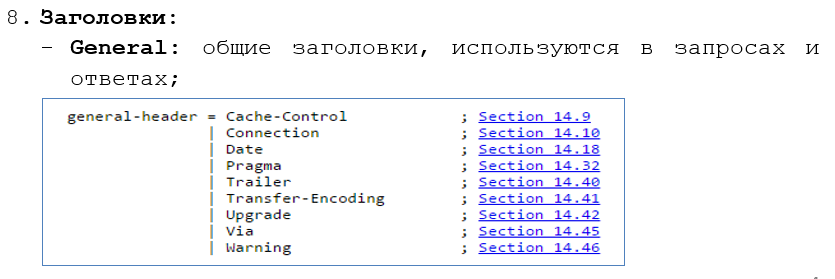 8. Заголовки:
- General: общие заголовки, используются в запросах и
ответах;
general-header = Cache-Control ; Section 14.9
| Connection ; Section 14.10
| Date ; Section 14.18
| Pragma ; Section 14.32
| Trailer ; Section 14.40
| Transfer-Encoding ; Section 14.41
| Upgrade ; Section 14.42
| Via ; Section 14.45
| Warning ; Section 14.46